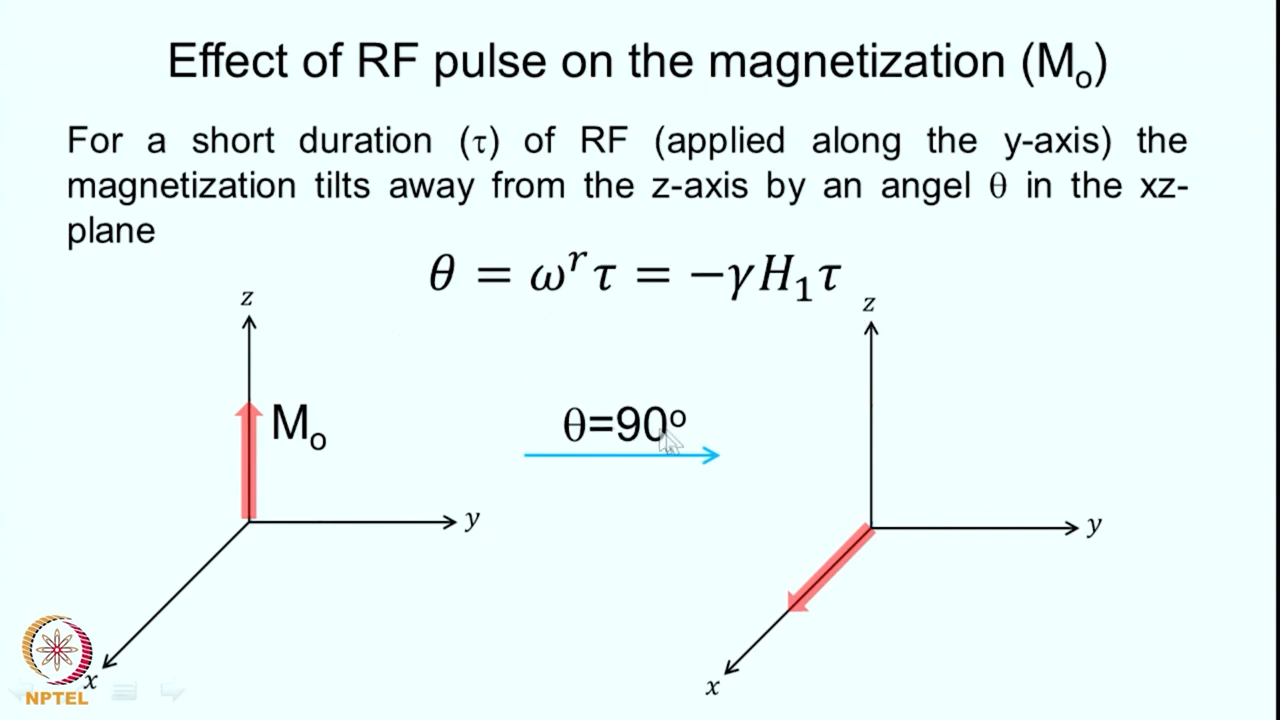 Effect of RF pulse on the magnetization (Mo)
For a short duration (τ) of RF (applied along the y-axis) the
magnetization tilts away from the z-axis by an angel θ in the xz-
plane
θ = ω^r τ = −γH₁τ
z
z
Mo
θ=90º
y
y
x
x
NPTEL